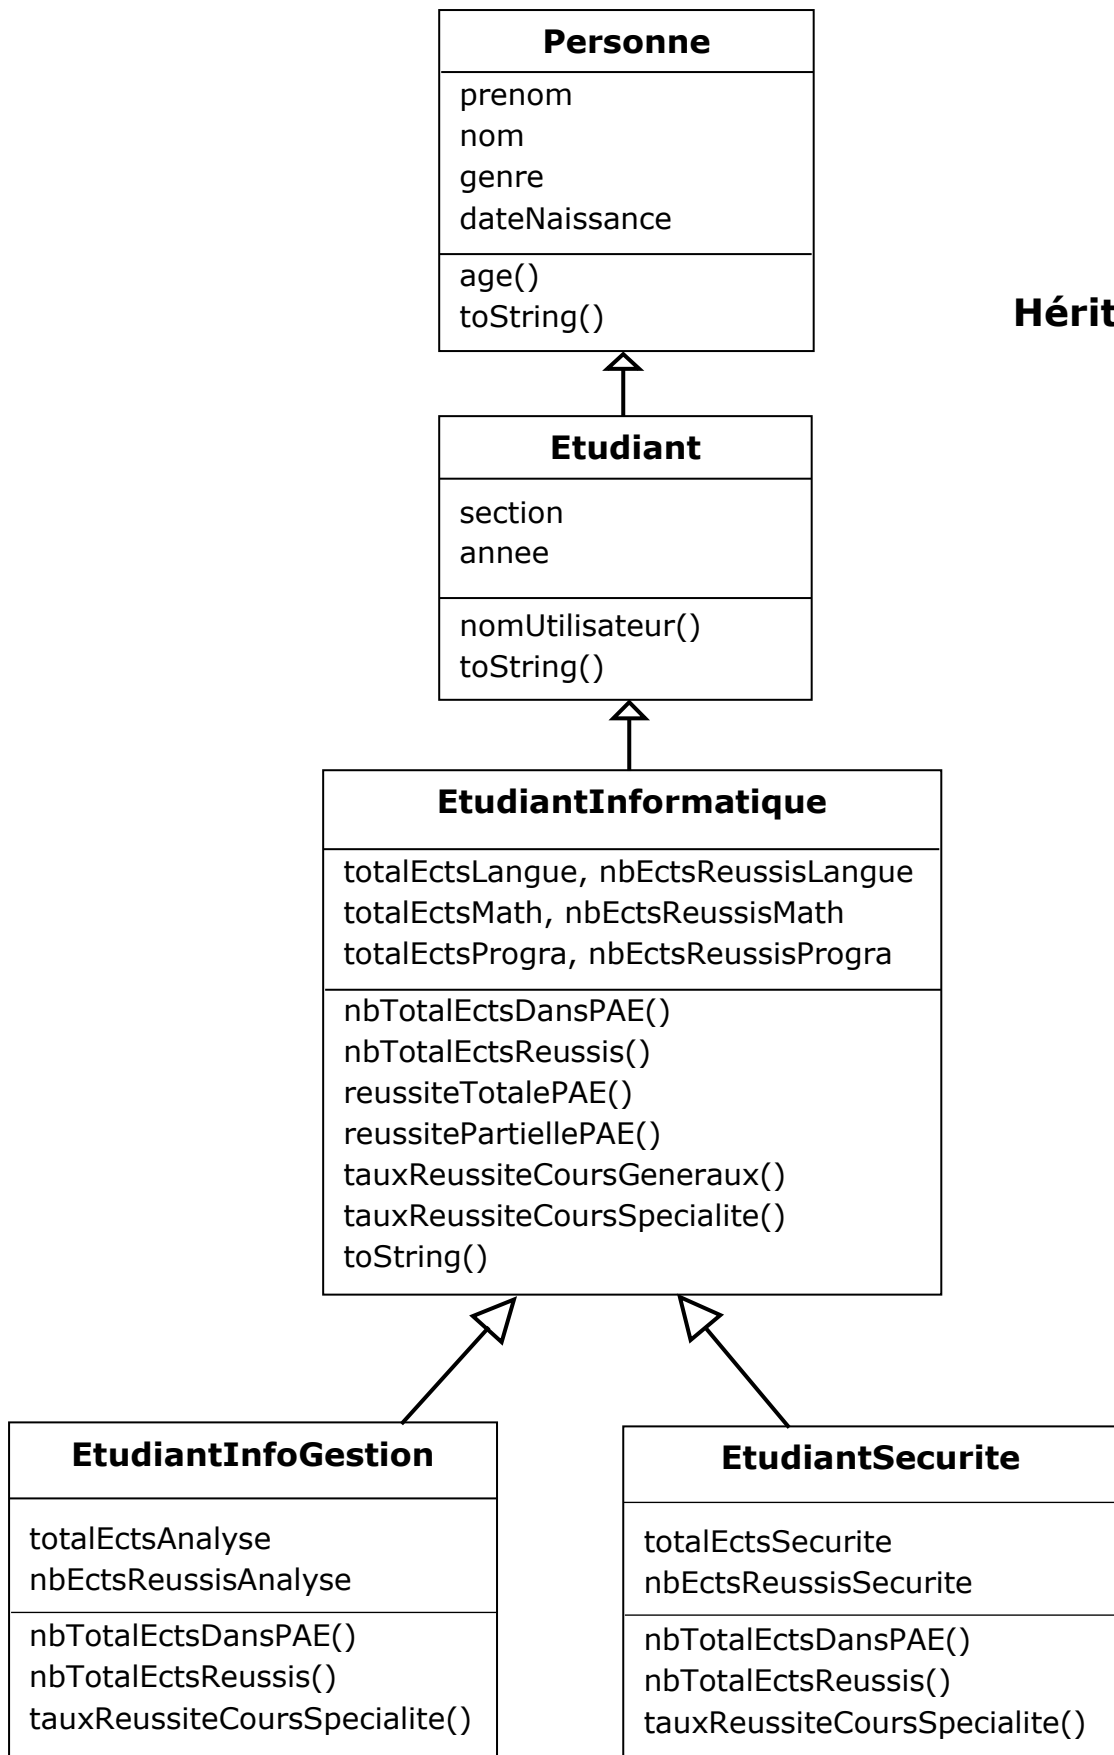 Personne
prenom
nom
genre
dateNaissance
age()
toString()
Hérit
Etudiant
section
annee
nomUtilisateur()
toString()
EtudiantInformatique
totalEctsLangue, nbEctsReussisLangue
totalEctsMath, nbEctsReussisMath
totalEctsProgra, nbEctsReussisProgra
nbTotalEctsDansPAE()
nbTotalEctsReussis()
reussiteTotalePAE()
reussitePartiellePAE()
tauxReussiteCoursGeneraux()
tauxReussiteCoursSpecialite()
toString()
EtudiantInfoGestion
totalEctsAnalyse
nbEctsReussisAnalyse
nbTotalEctsDansPAE()
nbTotalEctsReussis()
tauxReussiteCoursSpecialite()
EtudiantSecurite
totalEctsSecurite
nbEctsReussisSecurite
nbTotalEctsDansPAE()
nbTotalEctsReussis()
tauxReussiteCoursSpecialite()